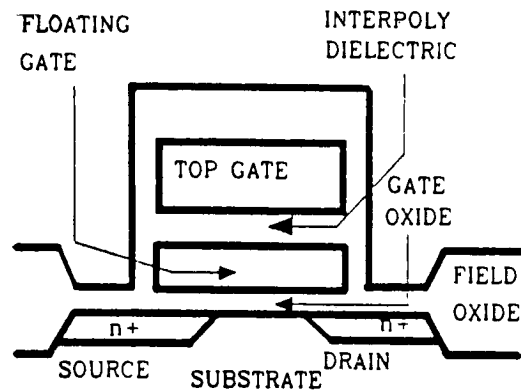 FLOATING
GATE
INTERPOLY
DIELECTRIC
TOP GATE
GATE
OXIDE
FIELD
OXIDE
n+
n+
SOURCE
DRAIN
SUBSTRATE